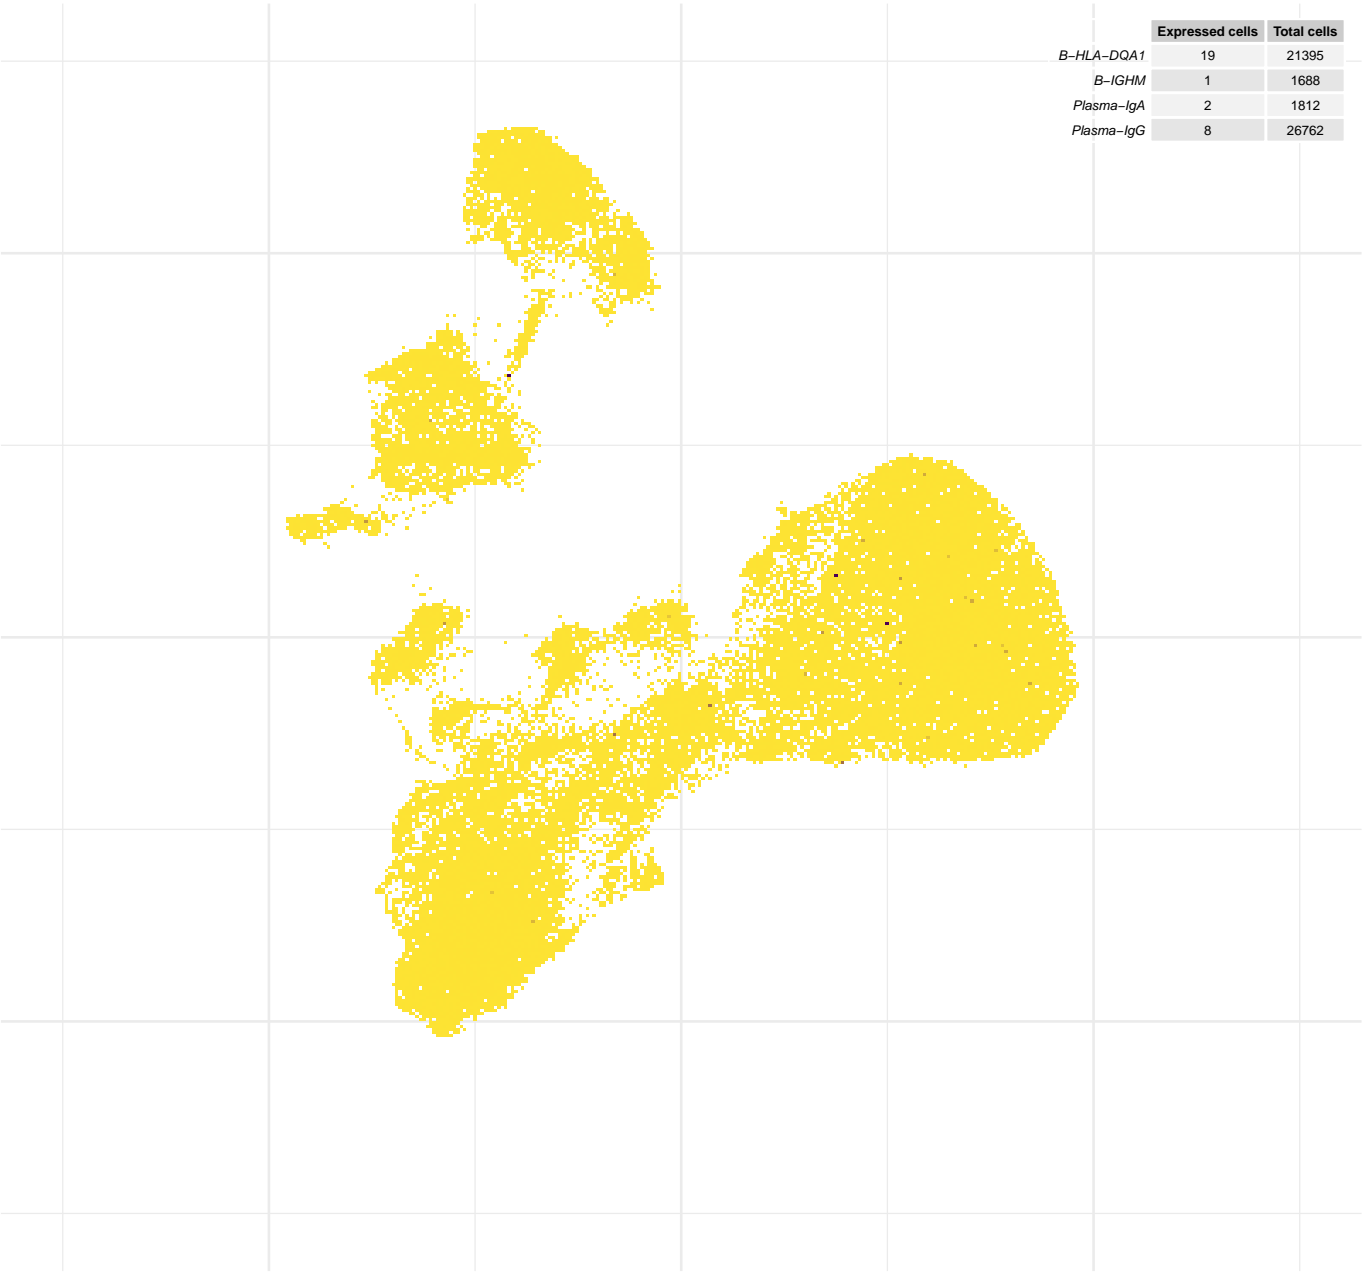 Expressed cells Total cells
B−HLA−DQA1 19 21395
B−IGHM 1 1688
Plasma−IgA 2 1812
Plasma−IgG 8 26762